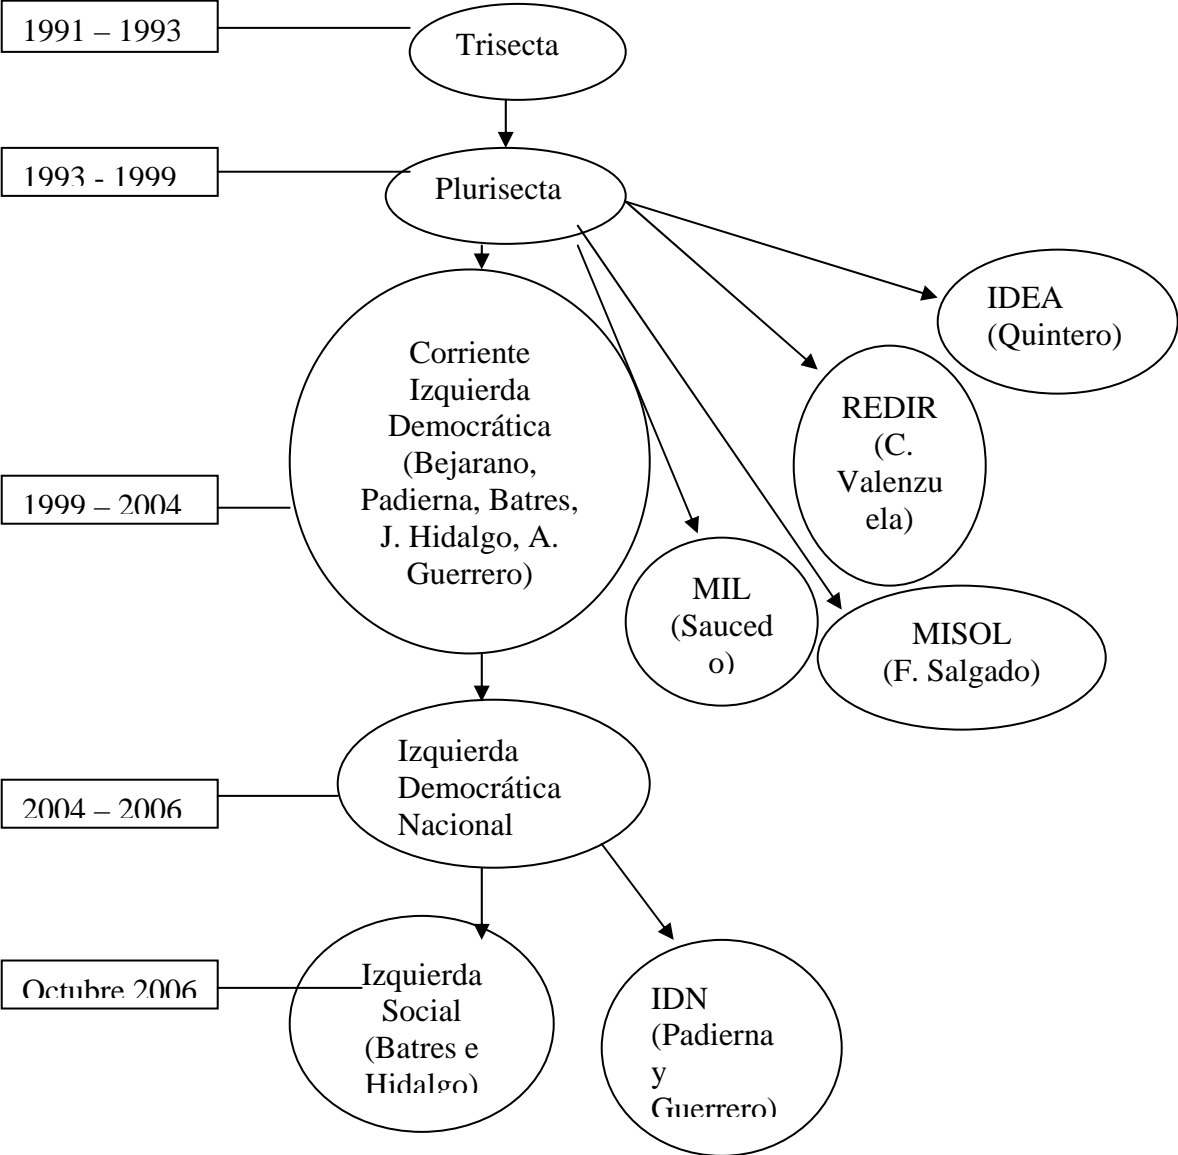 1991 – 1993
Trisecta
1993 - 1999
Plurisecta
IDEA
(Quintero)
REDIR
(C.
Valenzu
ela)
Corriente
Izquierda
Democrática
(Bejarano,
Padierna, Batres,
J. Hidalgo, A.
Guerrero)
1999 – 2004
MIL
(Sauced
o)
MISOL
(F. Salgado)
Izquierda
Democrática
Nacional
2004 – 2006
Octubre 2006
Izquierda
Social
(Batres e
Hidalgo)
IDN
(Padierna
y
Guerrero)